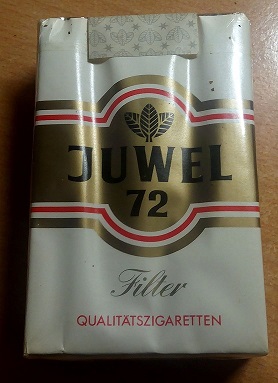 JUWEL
72
Filter
QUALITÄTSZIGARETTEN